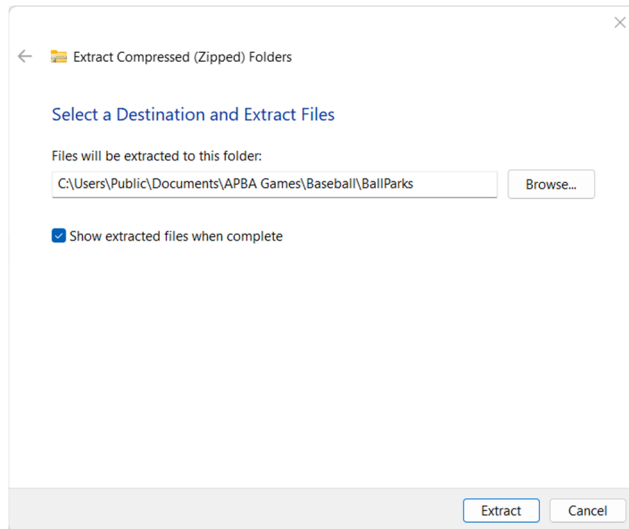 Extract Compressed (Zipped) Folders
Select a Destination and Extract Files
Files will be extracted to this folder:
C:\Users\Public\Documents\APBA Games\Baseball\BallParks
Browse...
Show extracted files when complete
Extract
Cancel